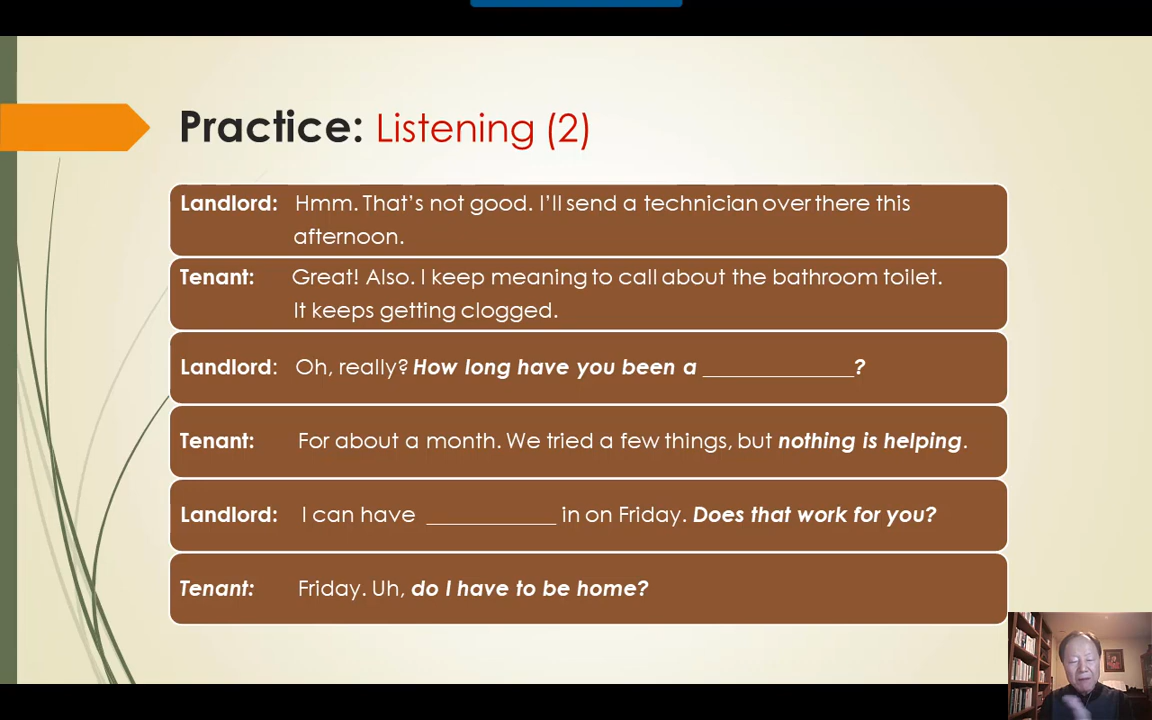 Practice: Listening (2)
Landlord: Hmm. That's not good. I'll send a technician over there this
afternoon.
Tenant: Great! Also. I keep meaning to call about the bathroom toilet.
It keeps getting clogged.
Landlord: Oh, really? How long have you been a ______________?
Tenant: For about a month. We tried a few things, but nothing is helping.
Landlord: I can have ____________ in on Friday. Does that work for you?
Tenant: Friday. Uh, do I have to be home?